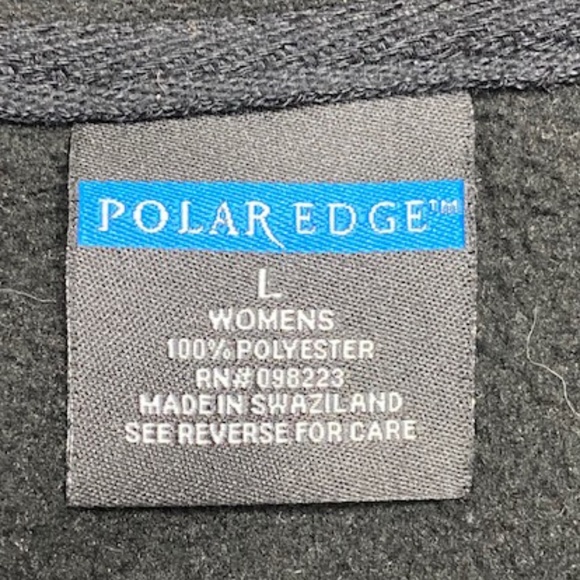 POLAR EDGE™
L
WOMENS
100% POLYESTER
RN# 098223
MADE IN SWAZILAND
SEE REVERSE FOR CARE